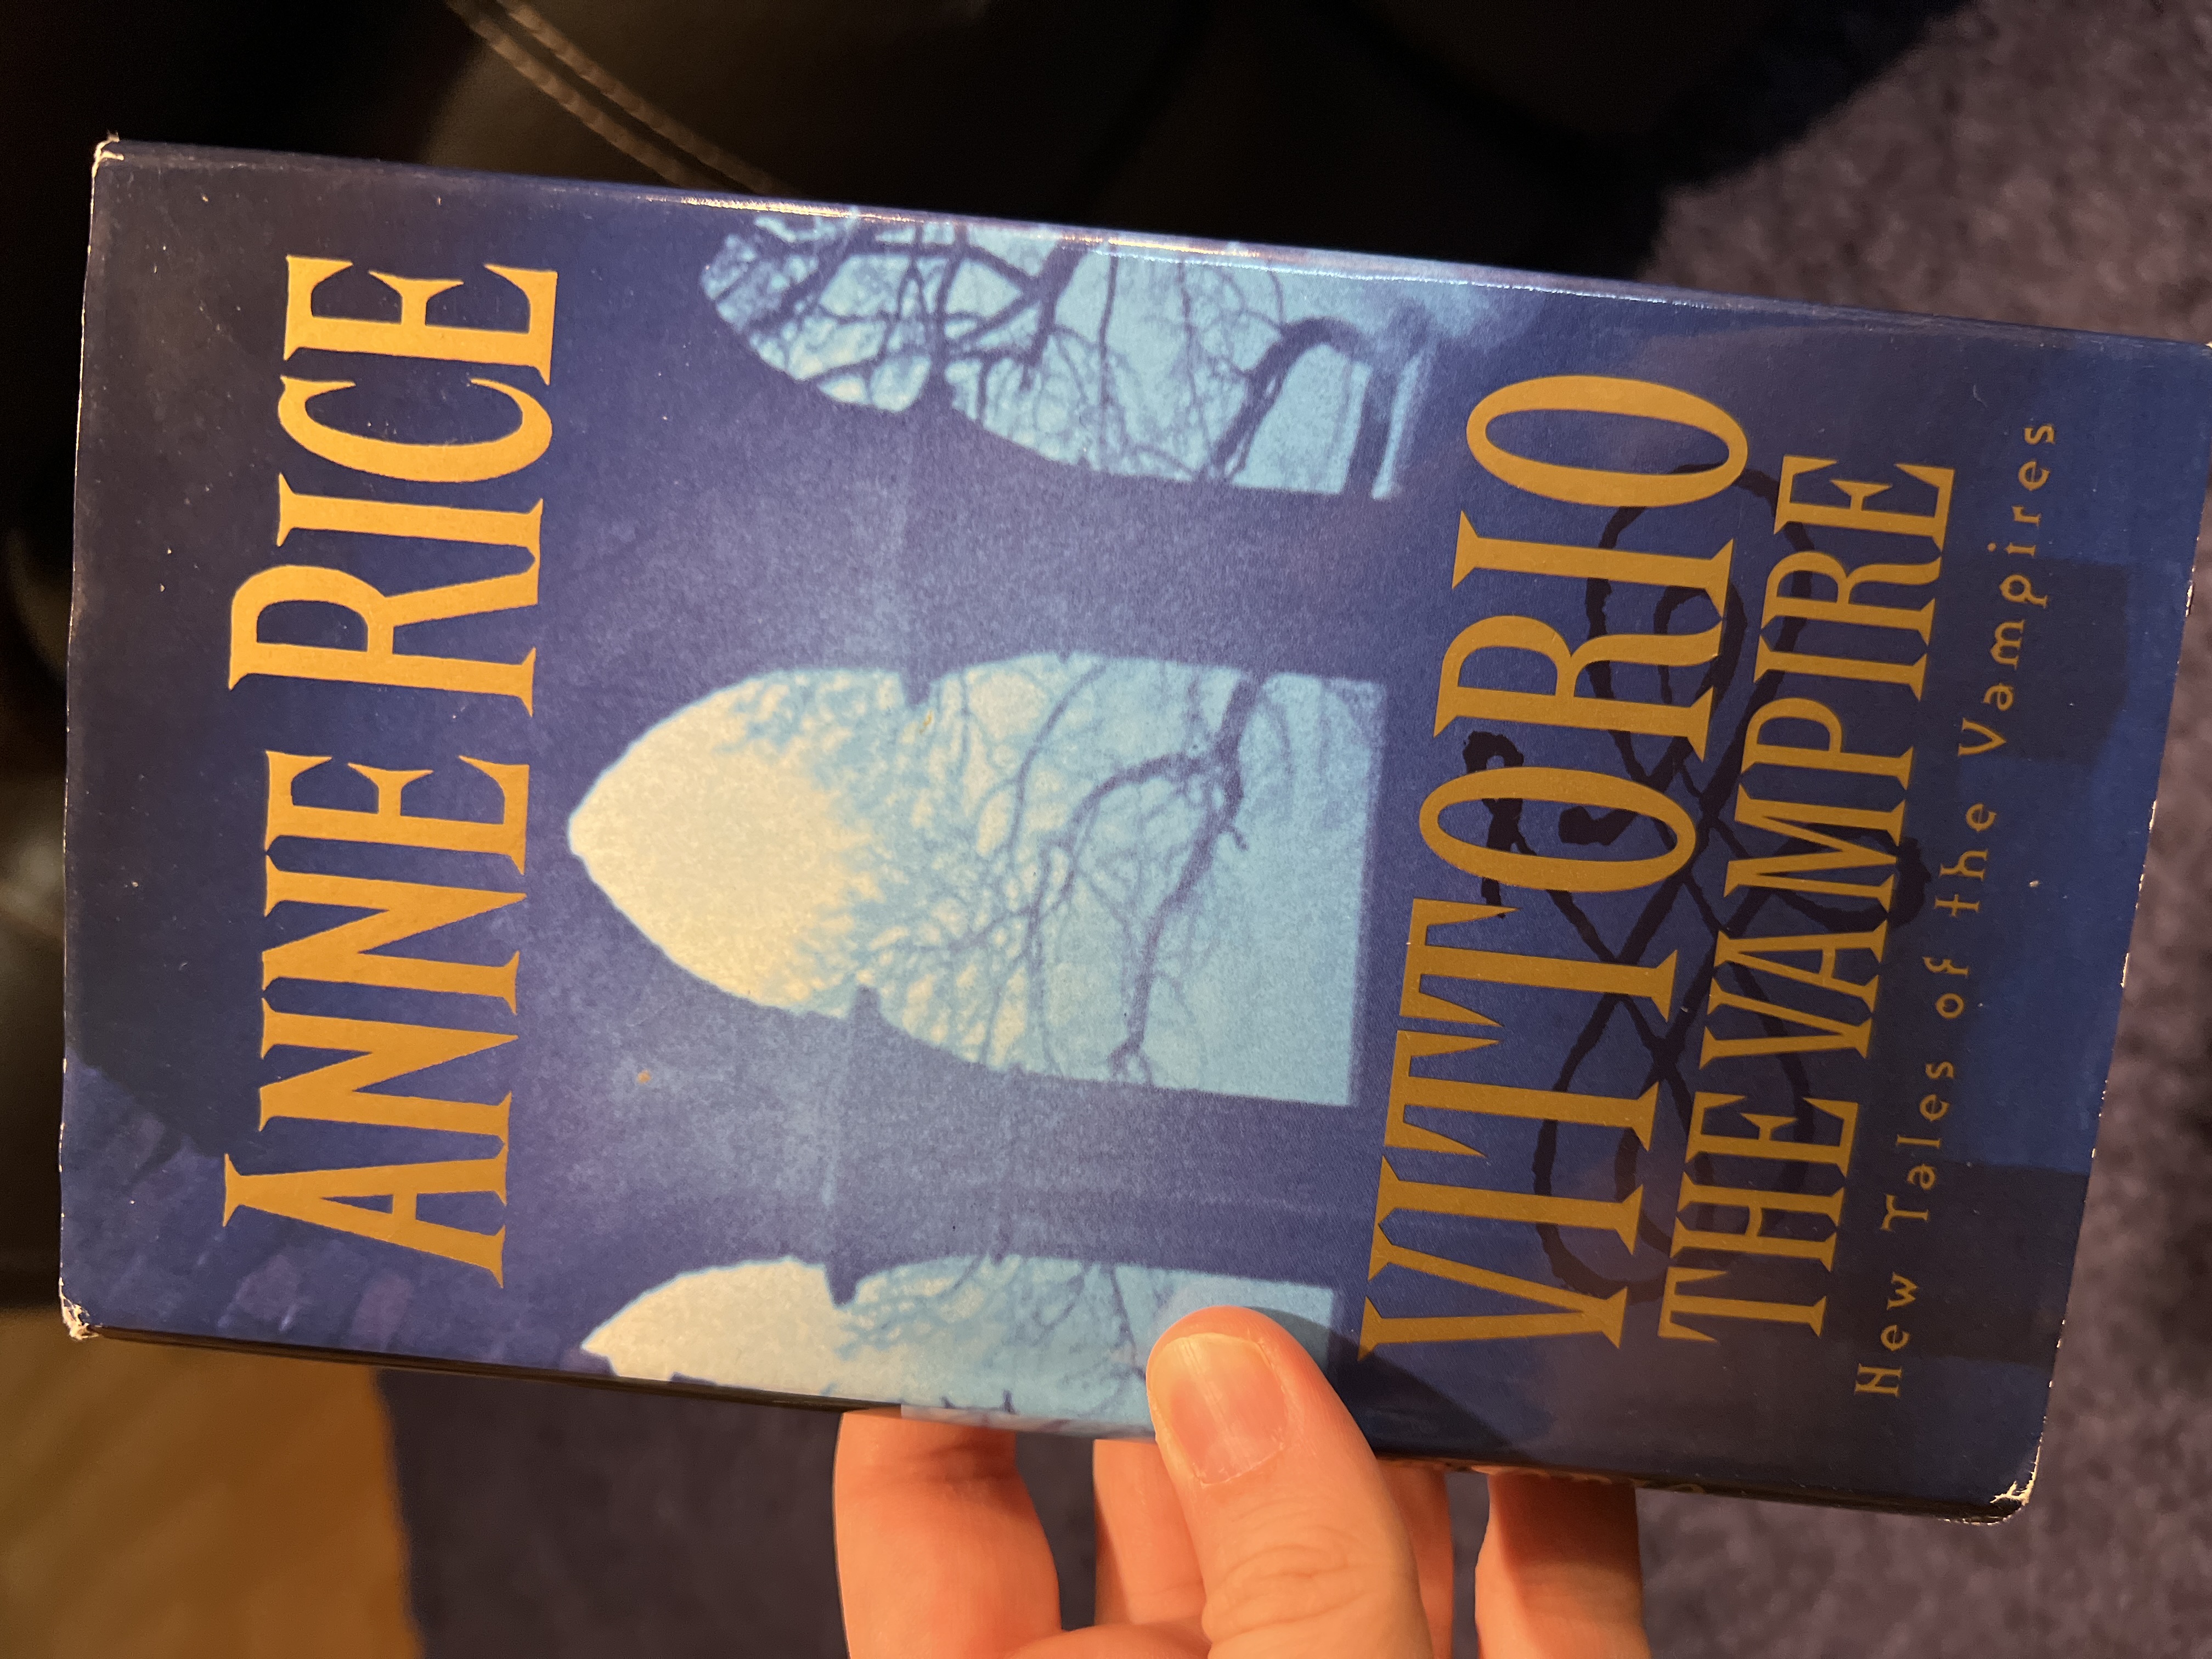 ANNE RICE
VITTORIO
THE VAMPIRE
New Tales of the Vampires